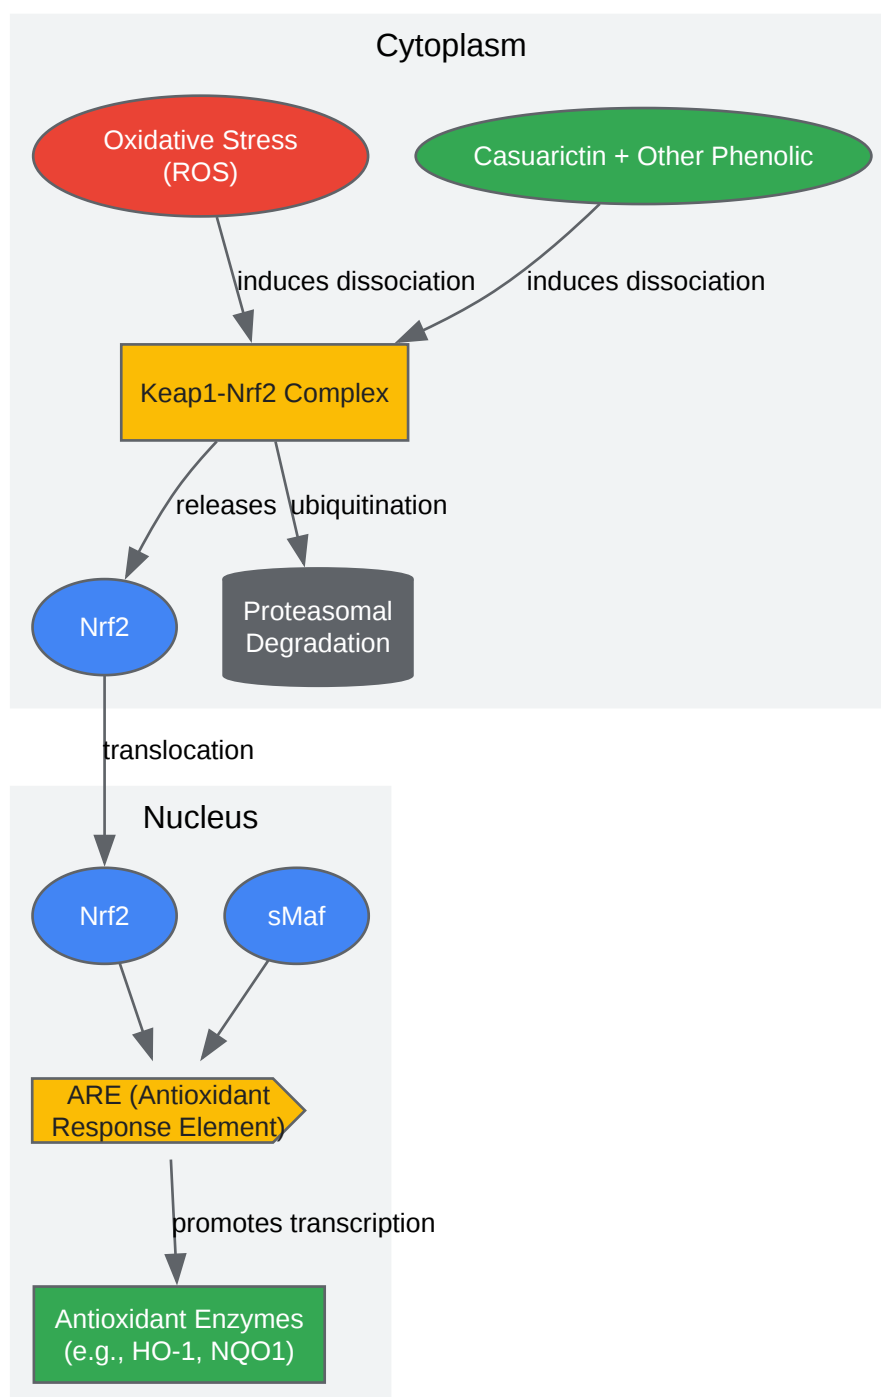 Cytoplasm
Oxidative Stress
(ROS)
Casuarictin + Other Phenolic
induces dissociation
induces dissociation
Keap1-Nrf2 Complex
releases
ubiquitination
Nrf2
Proteasomal
Degradation
translocation
Nucleus
Nrf2
sMaf
ARE (Antioxidant
Response Element)
promotes transcription
Antioxidant Enzymes
(e.g., HO-1, NQO1)